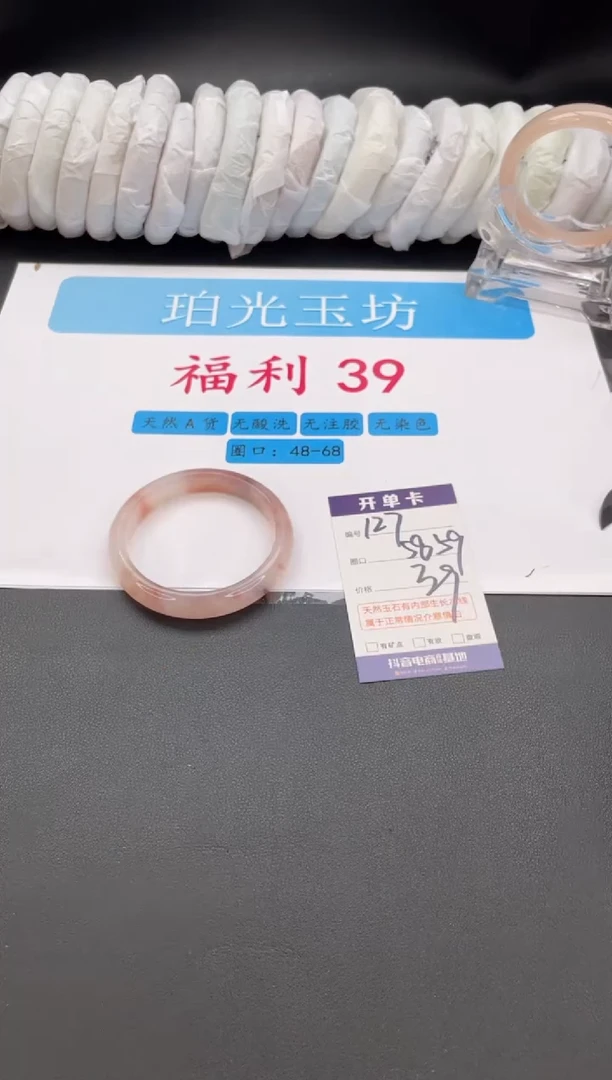 珀光玉坊
福利 39
天然A货 无酸洗 无注胶 无染色
圈口：48-68
开单卡
编号 127
圈口 58 59
价格 39
天然玉石有内部生长
属于正常情况介意慎
有矿点 有纹
抖音电商 基地